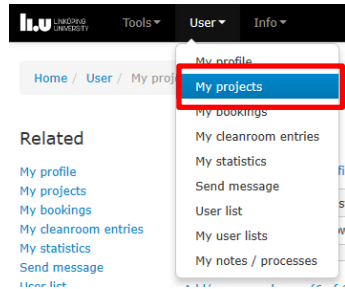 LINKÖPING UNIVERSITY
Tools User Info
Home / User / My proj
My profile
My projects
My bookings
My cleanroom entries
My statistics
Send message
User list
My user lists
My notes / processes
Related
My profile
My projects
My bookings
My cleanroom entries
My statistics
Send message
User list